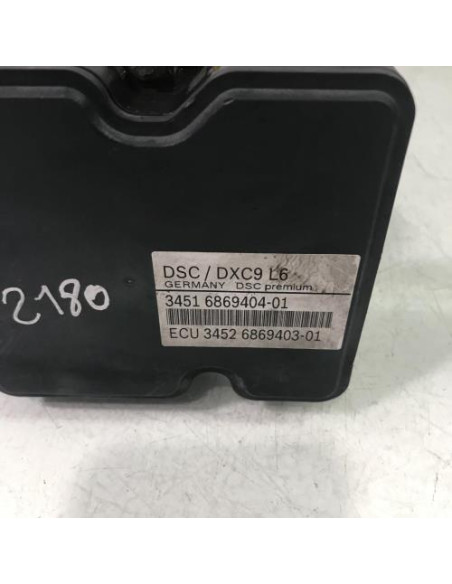 DSC / DXC9 L6
GERMANY DSC premium
3451 6869404-01
ECU 3452 6869403-01
2180